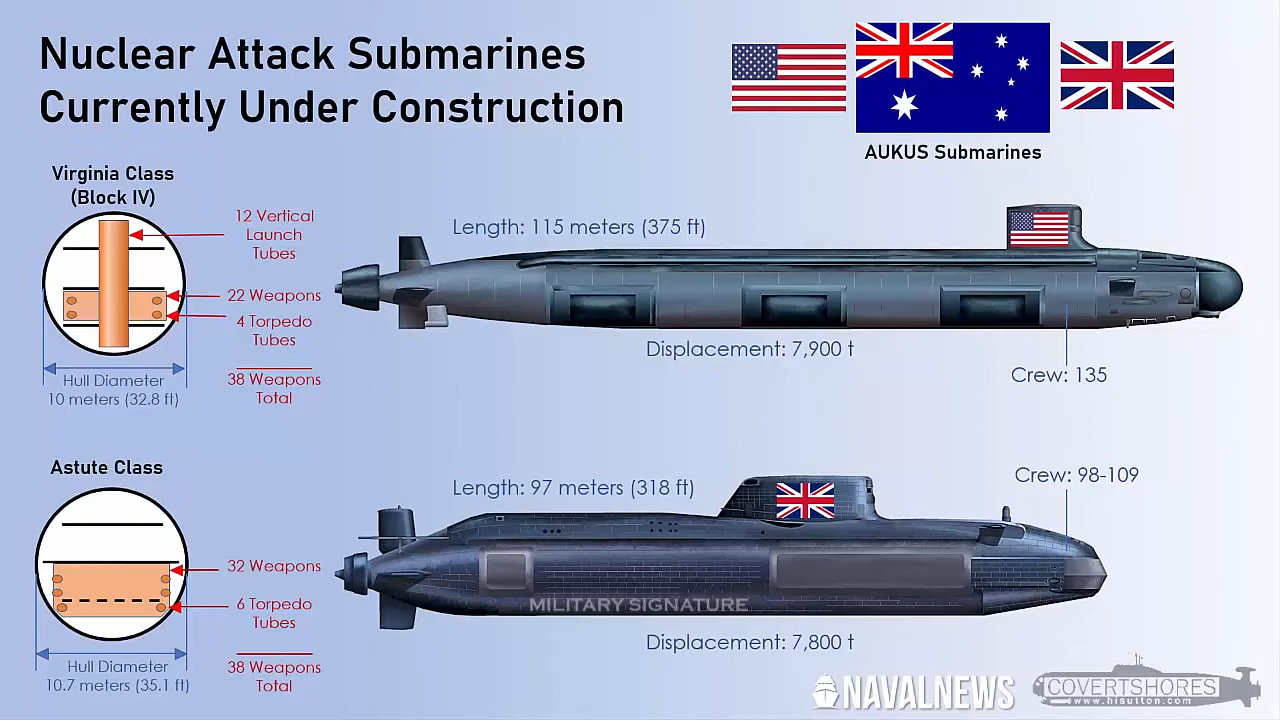 Nuclear Attack Submarines
Currently Under Construction
AUKUS Submarines
Virginia Class
(Block IV)
12 Vertical
Launch
Tubes
22 Weapons
4 Torpedo
Tubes
38 Weapons
Total
Hull Diameter
10 meters (32.8 ft)
Length: 115 meters (375 ft)
Displacement: 7,900 t
Crew: 135
Astute Class
32 Weapons
6 Torpedo
Tubes
38 Weapons
Total
Hull Diameter
10.7 meters (35.1 ft)
Length: 97 meters (318 ft)
Crew: 98-109
MILITARY SIGNATURE
Displacement: 7,800 t
NAVALNEWS
COVERTSHORES
www.hisutton.com